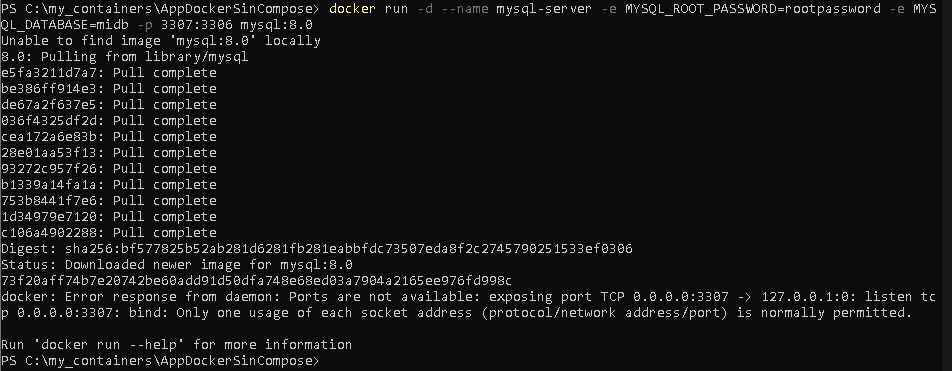 PS C:\my_containers\AppDockerSinCompose> docker run -d --name mysql-server -e MYSQL_ROOT_PASSWORD=rootpassword -e MYS
QL_DATABASE=midb -p 3307:3306 mysql:8.0
Unable to find image 'mysql:8.0' locally
8.0: Pulling from library/mysql
e5fa3211d7a7: Pull complete
be386ff914e3: Pull complete
de67a2f637e5: Pull complete
036f4325df2d: Pull complete
cea172a6e83b: Pull complete
28e01aa53f13: Pull complete
93272c957f26: Pull complete
b1339a14fa1a: Pull complete
753b8441f7e6: Pull complete
1d34979e7120: Pull complete
c106a4902288: Pull complete
Digest: sha256:bf577825b52ab281d6281fb281eabbfdc73507eda8f2c2745790251533ef0306
Status: Downloaded newer image for mysql:8.0
73f20aff74b7e20742be60add91d50dfa748e68ed03a7904a2165ee976fd998c
docker: Error response from daemon: Ports are not available: exposing port TCP 0.0.0.0:3307 -> 127.0.0.1:0: listen tc
p 0.0.0.0:3307: bind: Only one usage of each socket address (protocol/network address/port) is normally permitted.
Run 'docker run --help' for more information
PS C:\my_containers\AppDockerSinCompose>